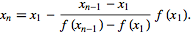 xₙ = x₁ − (xₙ₋₁ − x₁) / (f(xₙ₋₁) − f(x₁)) f(x₁).